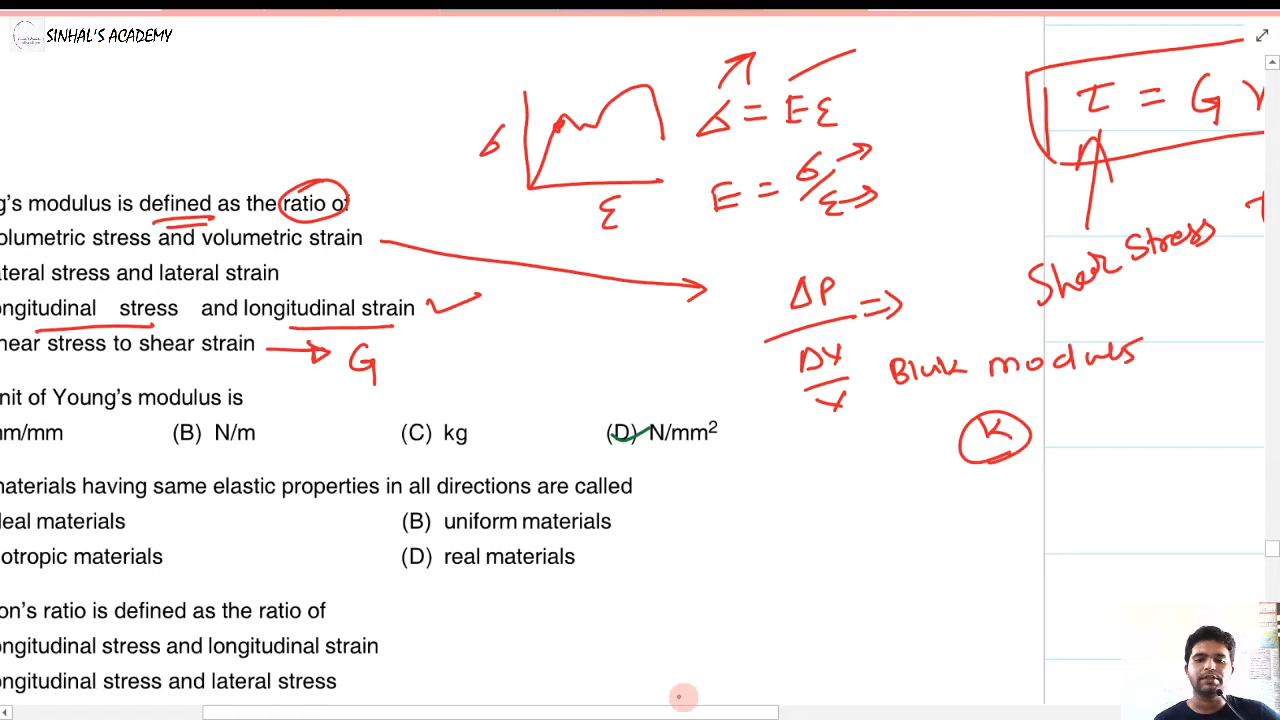 SINHAL'S ACADEMY
σ
ε
σ = Eε
E = σ/ε
τ = G
Shear Stress
g's modulus is defined as the ratio of
olumetric stress and volumetric strain
ateral stress and lateral strain
ongitudinal stress and longitudinal strain
hear stress to shear strain
G
ΔP
ΔV
V
Bluk modulus
K
nit of Young's modulus is
nm/mm (B) N/m (C) kg (D) N/mm²
naterials having same elastic properties in all directions are called
deal materials (B) uniform materials
otropic materials (D) real materials
on's ratio is defined as the ratio of
ongitudinal stress and longitudinal strain
ongitudinal stress and lateral stress